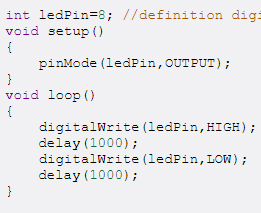 int ledPin=8; //definition digi
void setup()
{
pinMode(ledPin,OUTPUT);
}
void loop()
{
digitalWrite(ledPin,HIGH);
delay(1000);
digitalWrite(ledPin,LOW);
delay(1000);
}